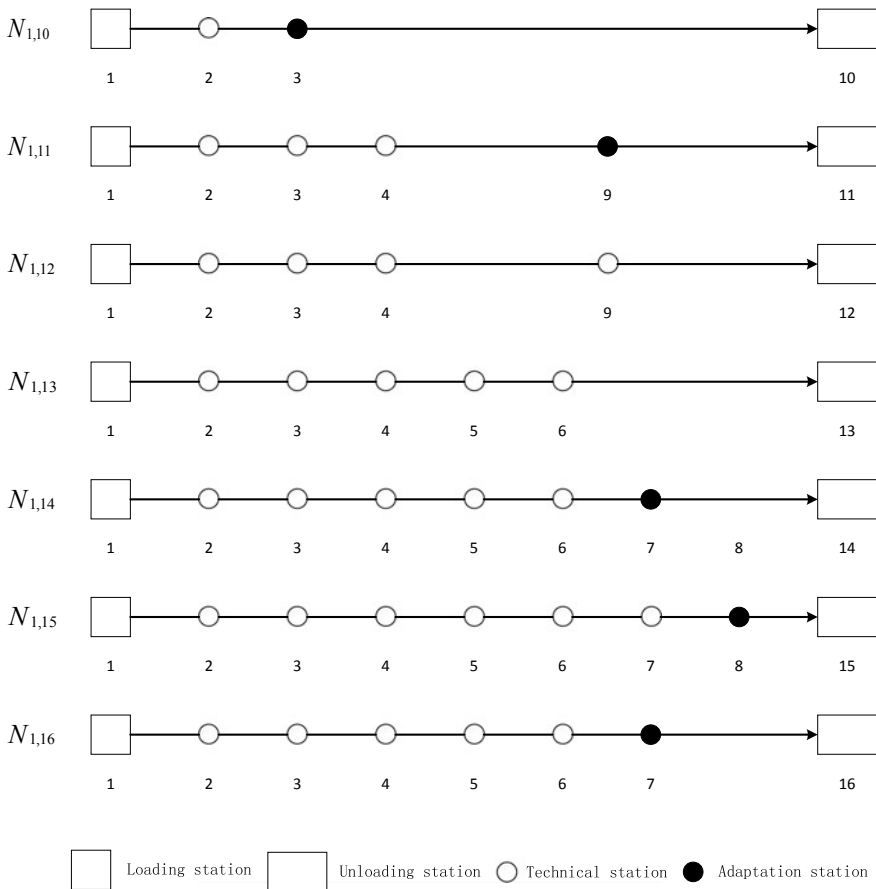 N1,10
1 2 3 10
N1,11
1 2 3 4 9 11
N1,12
1 2 3 4 9 12
N1,13
1 2 3 4 5 6 13
N1,14
1 2 3 4 5 6 7 8 14
N1,15
1 2 3 4 5 6 7 8 15
N1,16
1 2 3 4 5 6 7 16
Loading station Unloading station Technical station Adaptation station